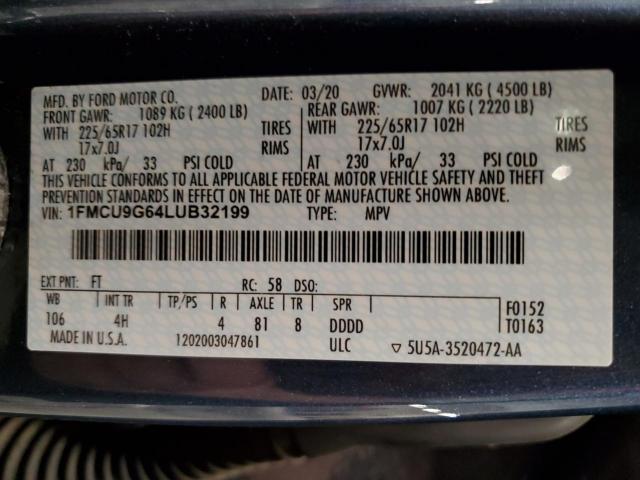 MFD. BY FORD MOTOR CO. DATE: 03/20 GVWR: 2041 KG ( 4500 LB)
FRONT GAWR: 1089 KG ( 2400 LB) REAR GAWR: 1007 KG ( 2220 LB)
WITH 225/65R17 102H TIRES WITH 225/65R17 102H TIRES
17x7.0J RIMS 17x7.0J RIMS
AT 230 kPa/ 33 PSI COLD AT 230 kPa/ 33 PSI COLD
THIS VEHICLE CONFORMS TO ALL APPLICABLE FEDERAL MOTOR VEHICLE SAFETY AND THEFT
PREVENTION STANDARDS IN EFFECT ON THE DATE OF MANUFACTURE SHOWN ABOVE.
VIN: 1FMCU9G64LUB32199 TYPE: MPV
EXT PNT: FT RC: 58 DSO:
WB INT TR TP/PS R AXLE TR SPR F0152
106 4H 4 81 8 DDDD T0163
MADE IN U.S.A. 1202003047861 ULC ▽ 5U5A-3520472-AA